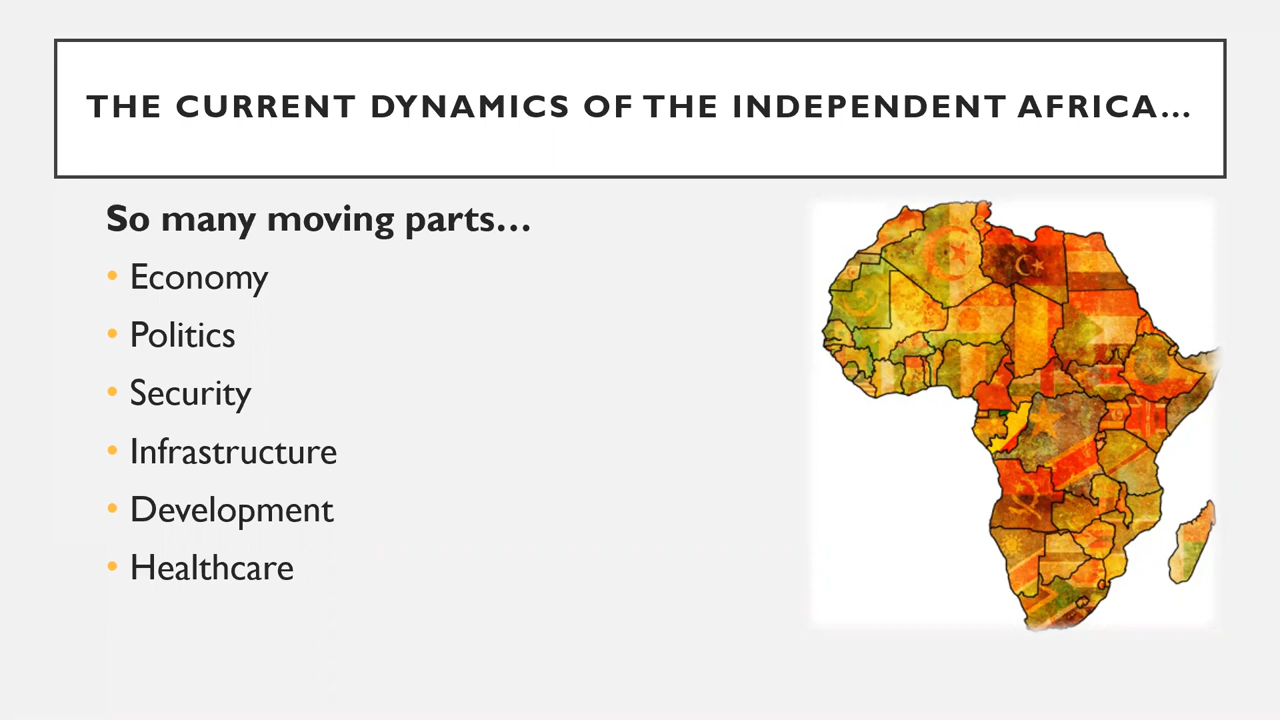 THE CURRENT DYNAMICS OF THE INDEPENDENT AFRICA…
So many moving parts…
• Economy
• Politics
• Security
• Infrastructure
• Development
• Healthcare